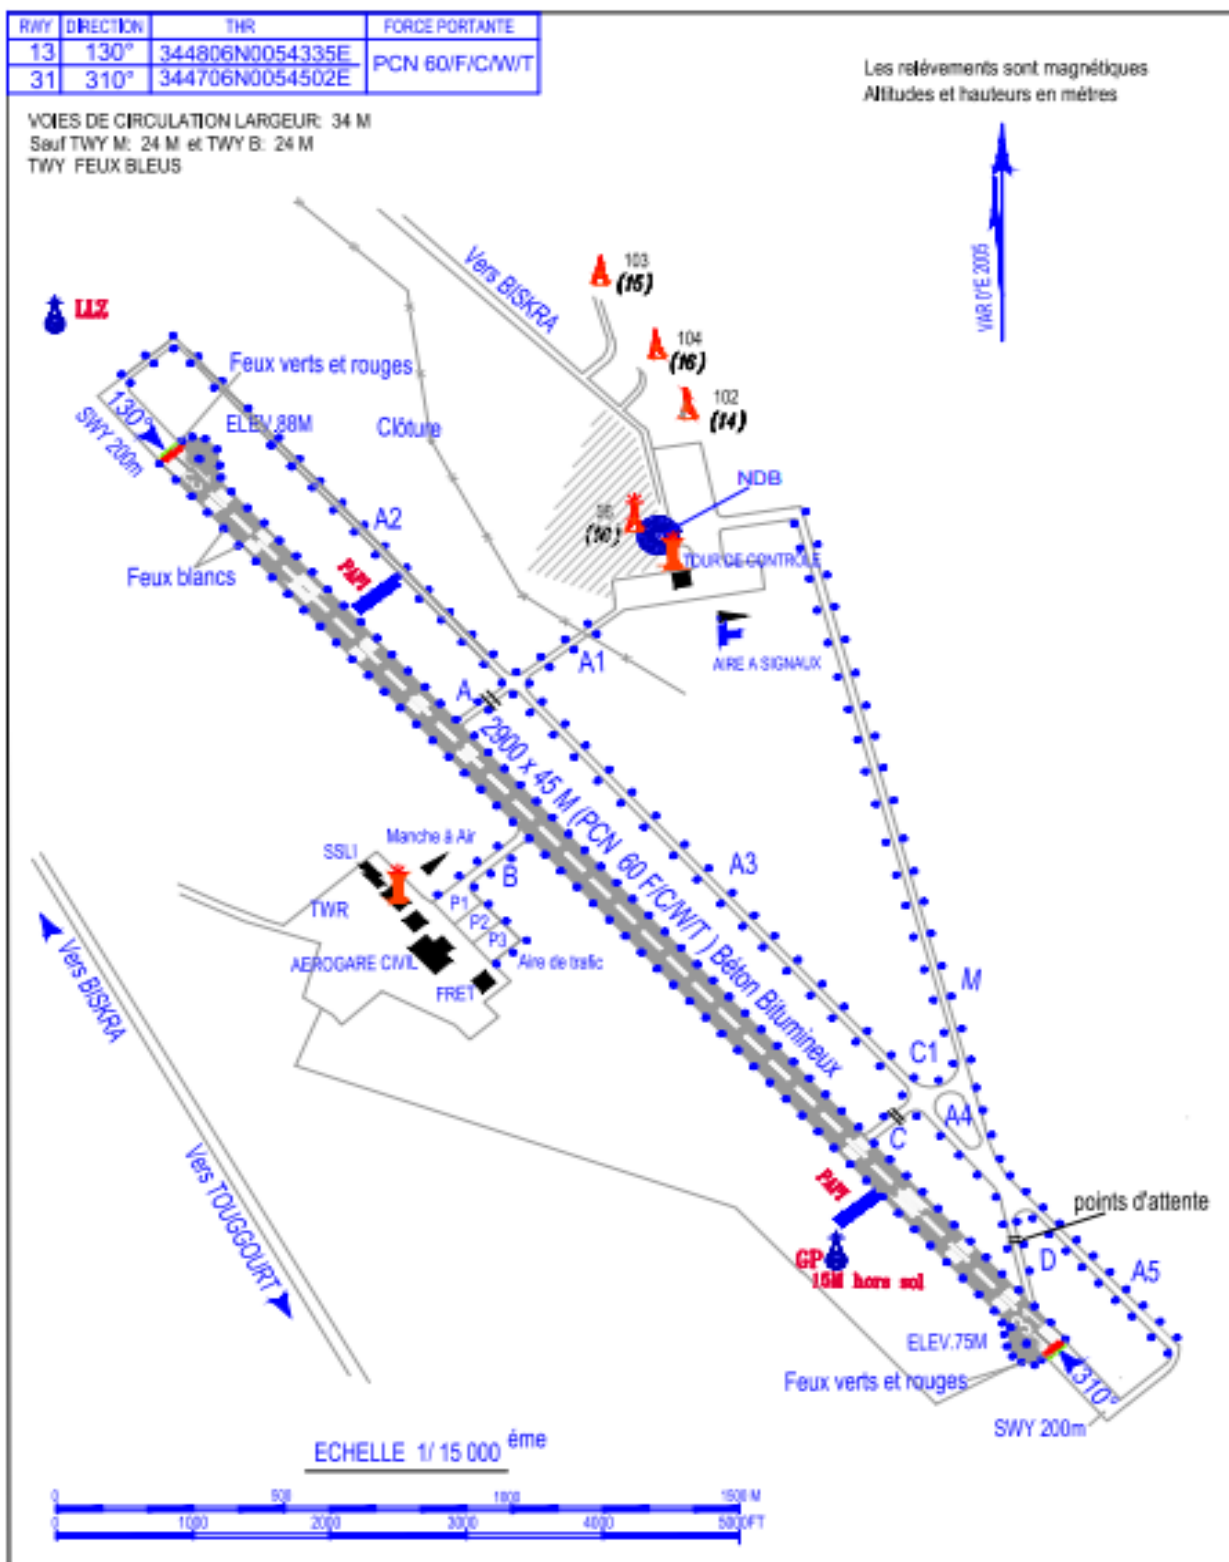 RWY DIRECTION THR FORCE PORTANTE
13 130° 344806N0054335E PCN 60/F/C/W/T
31 310° 344706N0054502E
Les relévements sont magnétiques
Altitudes et hauteurs en métres
VOIES DE CIRCULATION LARGEUR: 34 M
Sauf TWY M: 24 M et TWY B: 24 M
TWY FEUX BLEUS
VAR 0°E 2005
Vers BISKRA
103
(15)
104
(16)
102
(14)
LLZ
Feux verts et rouges
130°
SWY 200m
ELEV.88M
Clôture
NDB
(10)
TOUR DE CONTROLE
A2
PAPI
Feux blancs
A1
AIRE A SIGNAUX
A
2900 x 45 M (PCN 60 F/C/W/T ) Béton Bitumineux
Manche à Air
SSLI
B
A3
P1
P2
P3
TWR
AEROGARE CIVIL
Aire de trafic
FRET
M
Vers BISKRA
C1
A4
C
Vers TOUGGOURT
PAPI
points d'attente
GP
15M hors sol
D
A5
ELEV.75M
Feux verts et rouges
310°
SWY 200m
ECHELLE 1/ 15 000 éme
0 500 1000 1500 M
0 1000 2000 3000 4000 5000FT